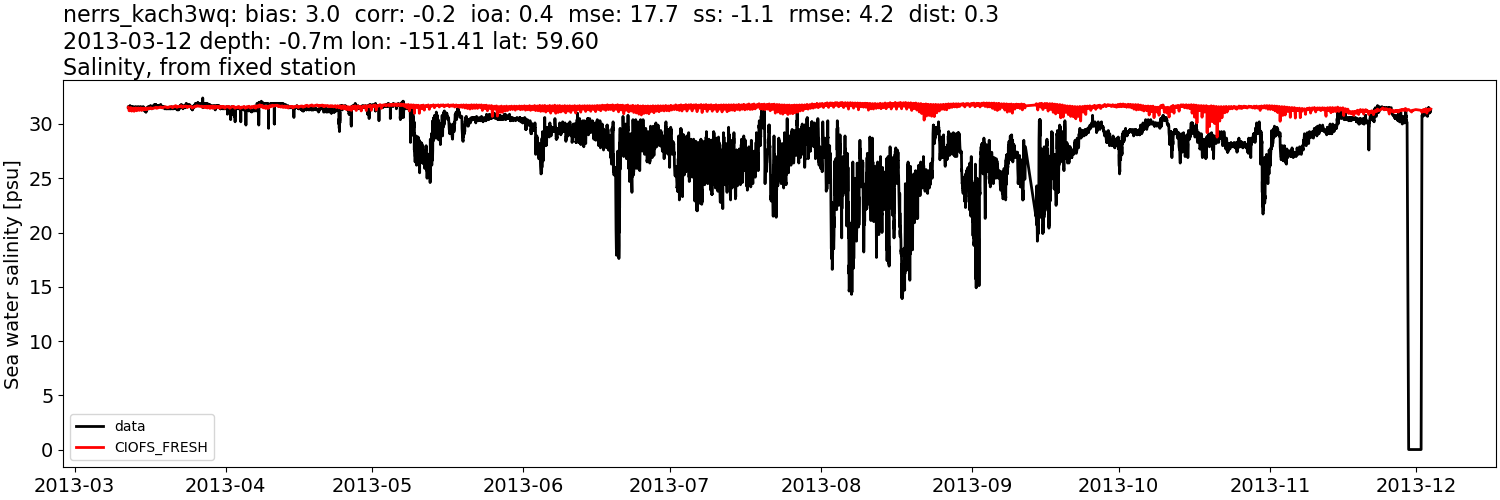 nerrs_kach3wq: bias: 3.0  corr: -0.2  ioa: 0.4  mse: 17.7  ss: -1.1  rmse: 4.2  dist: 0.3
2013-03-12 depth: -0.7m lon: -151.41 lat: 59.60
Salinity, from fixed station
Sea water salinity [psu]
30
25
20
15
10
5
0
data
CIOFS_FRESH
2013-03 2013-04 2013-05 2013-06 2013-07 2013-08 2013-09 2013-10 2013-11 2013-12